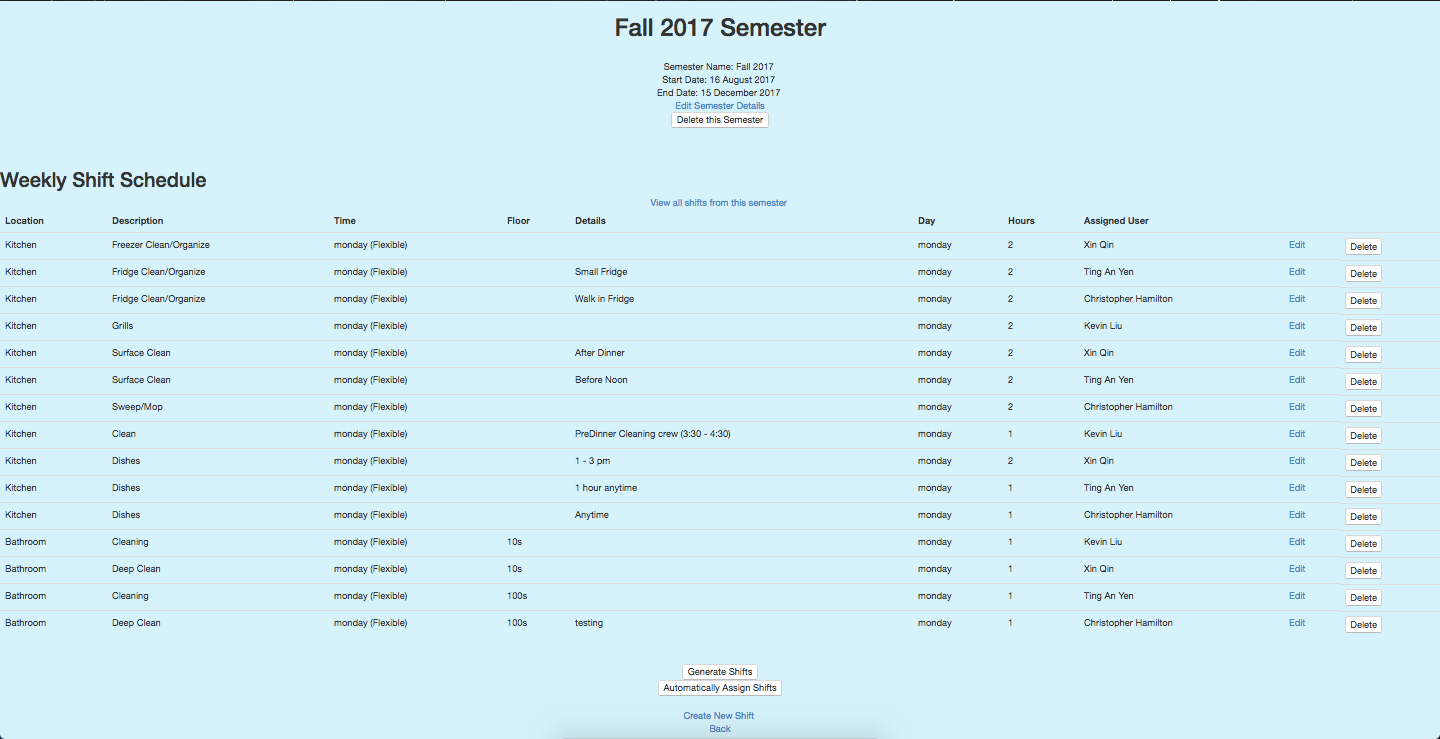 Fall 2017 Semester
Semester Name: Fall 2017
Start Date: 16 August 2017
End Date: 15 December 2017
Edit Semester Details
Delete this Semester
Weekly Shift Schedule
View all shifts from this semester
Location Description Time Floor Details Day Hours Assigned User
Kitchen Freezer Clean/Organize monday (Flexible) monday 2 Xin Qin Edit Delete
Kitchen Fridge Clean/Organize monday (Flexible) Small Fridge monday 2 Ting An Yen Edit Delete
Kitchen Fridge Clean/Organize monday (Flexible) Walk in Fridge monday 2 Christopher Hamilton Edit Delete
Kitchen Grills monday (Flexible) monday 2 Kevin Liu Edit Delete
Kitchen Surface Clean monday (Flexible) After Dinner monday 2 Xin Qin Edit Delete
Kitchen Surface Clean monday (Flexible) Before Noon monday 2 Ting An Yen Edit Delete
Kitchen Sweep/Mop monday (Flexible) monday 2 Christopher Hamilton Edit Delete
Kitchen Clean monday (Flexible) PreDinner Cleaning crew (3:30 - 4:30) monday 1 Kevin Liu Edit Delete
Kitchen Dishes monday (Flexible) 1 - 3 pm monday 2 Xin Qin Edit Delete
Kitchen Dishes monday (Flexible) 1 hour anytime monday 1 Ting An Yen Edit Delete
Kitchen Dishes monday (Flexible) Anytime monday 1 Christopher Hamilton Edit Delete
Bathroom Cleaning monday (Flexible) 10s monday 1 Kevin Liu Edit Delete
Bathroom Deep Clean monday (Flexible) 10s monday 1 Xin Qin Edit Delete
Bathroom Cleaning monday (Flexible) 100s monday 1 Ting An Yen Edit Delete
Bathroom Deep Clean monday (Flexible) 100s testing monday 1 Christopher Hamilton Edit Delete
Generate Shifts
Automatically Assign Shifts
Create New Shift
Back